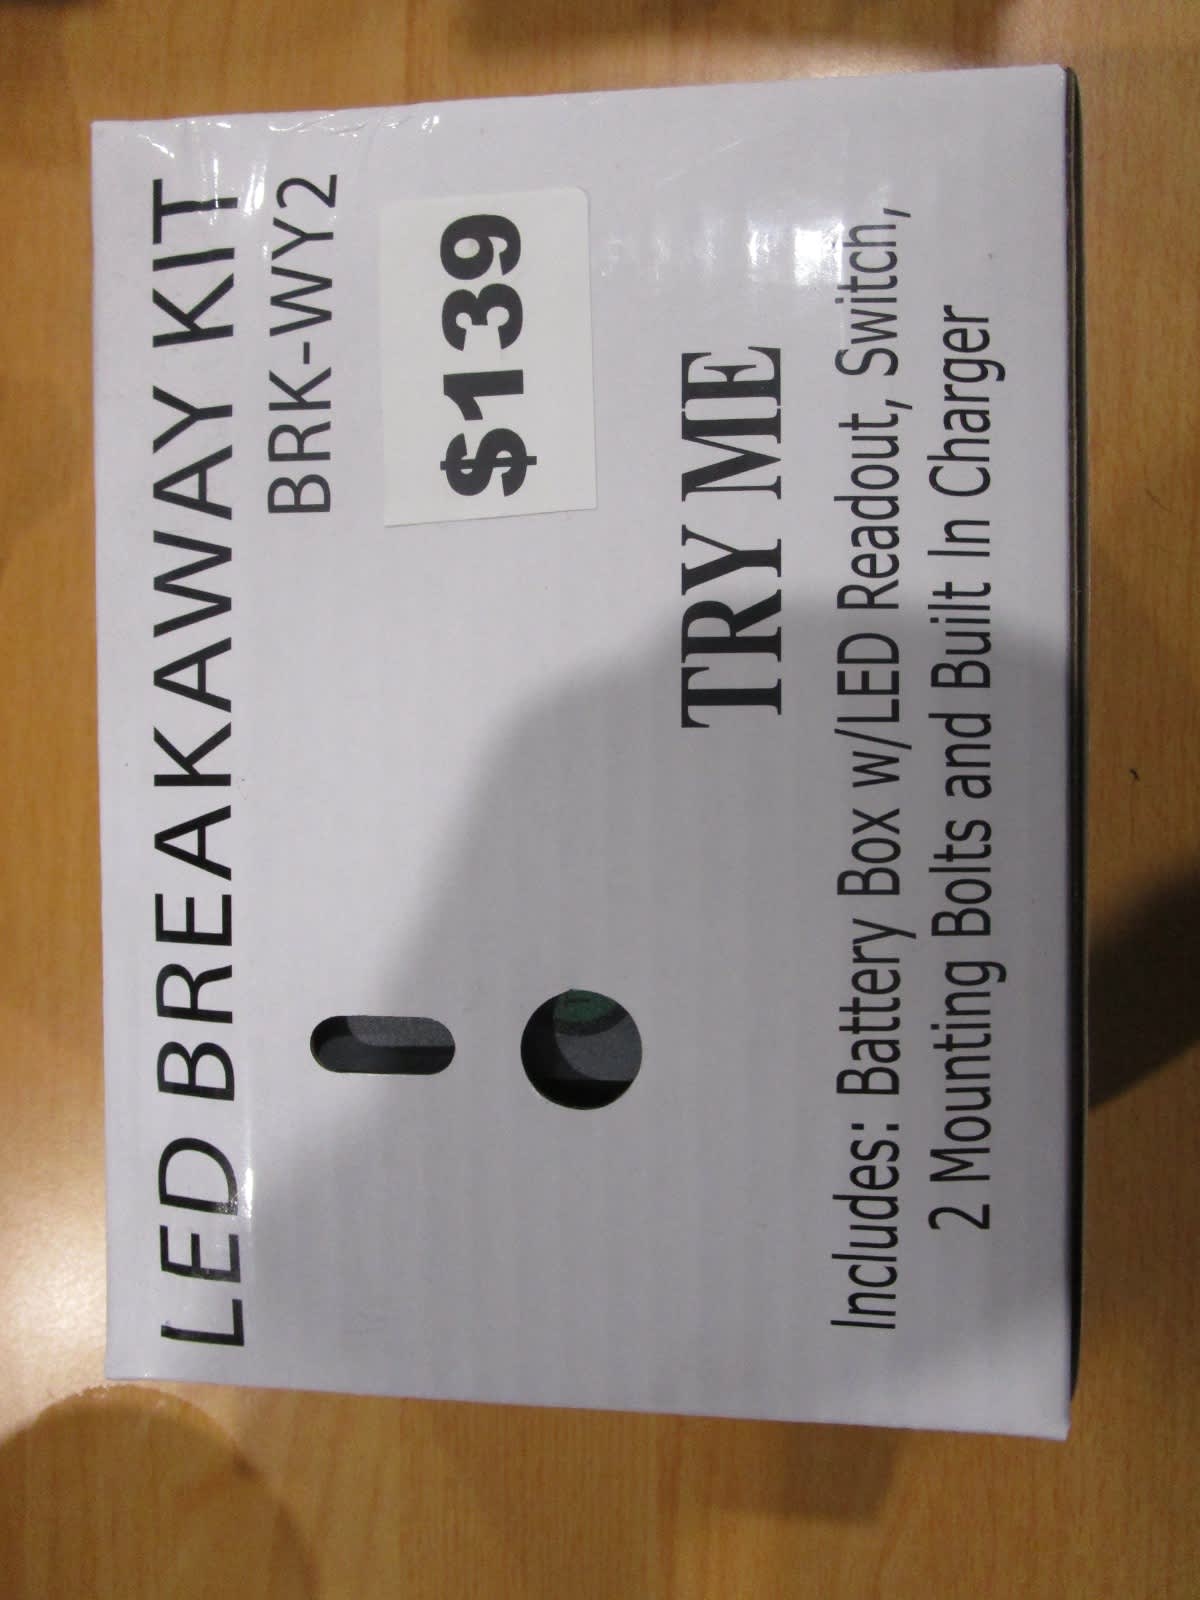 LED BREAKAWAY KIT
BRK-WY2
$139
TRY ME
Includes: Battery Box w/LED Readout, Switch,
2 Mounting Bolts and Built In Charger